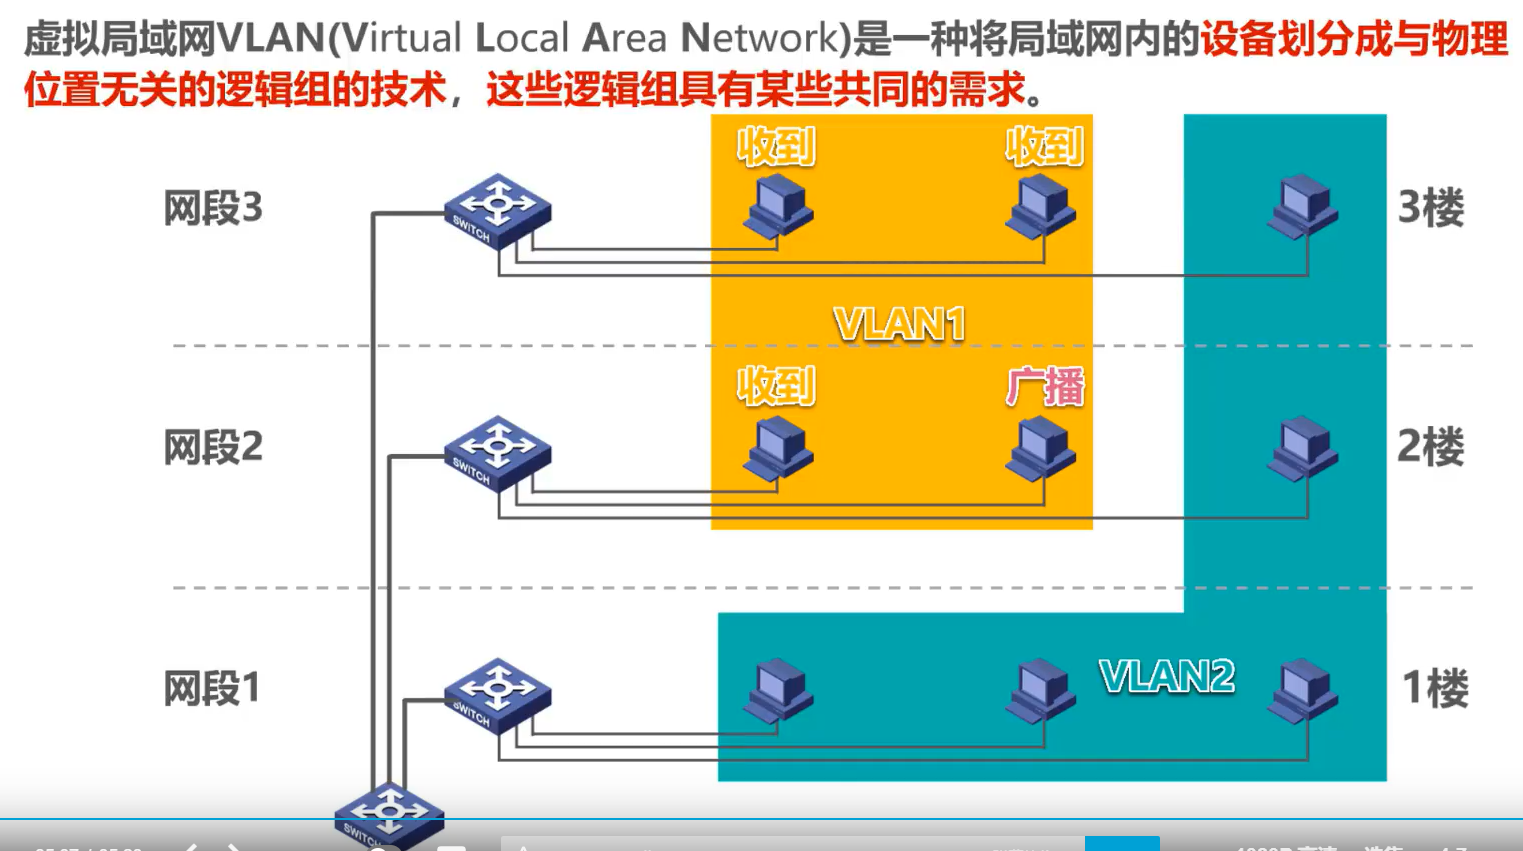 虚拟局域网VLAN(Virtual Local Area Network)是一种将局域网内的设备划分成与物理
位置无关的逻辑组的技术，这些逻辑组具有某些共同的需求。
收到 收到
网段3 SWITCH 3楼
VLAN1
收到 广播
网段2 SWITCH 2楼
网段1 SWITCH VLAN2 1楼
SWITCH